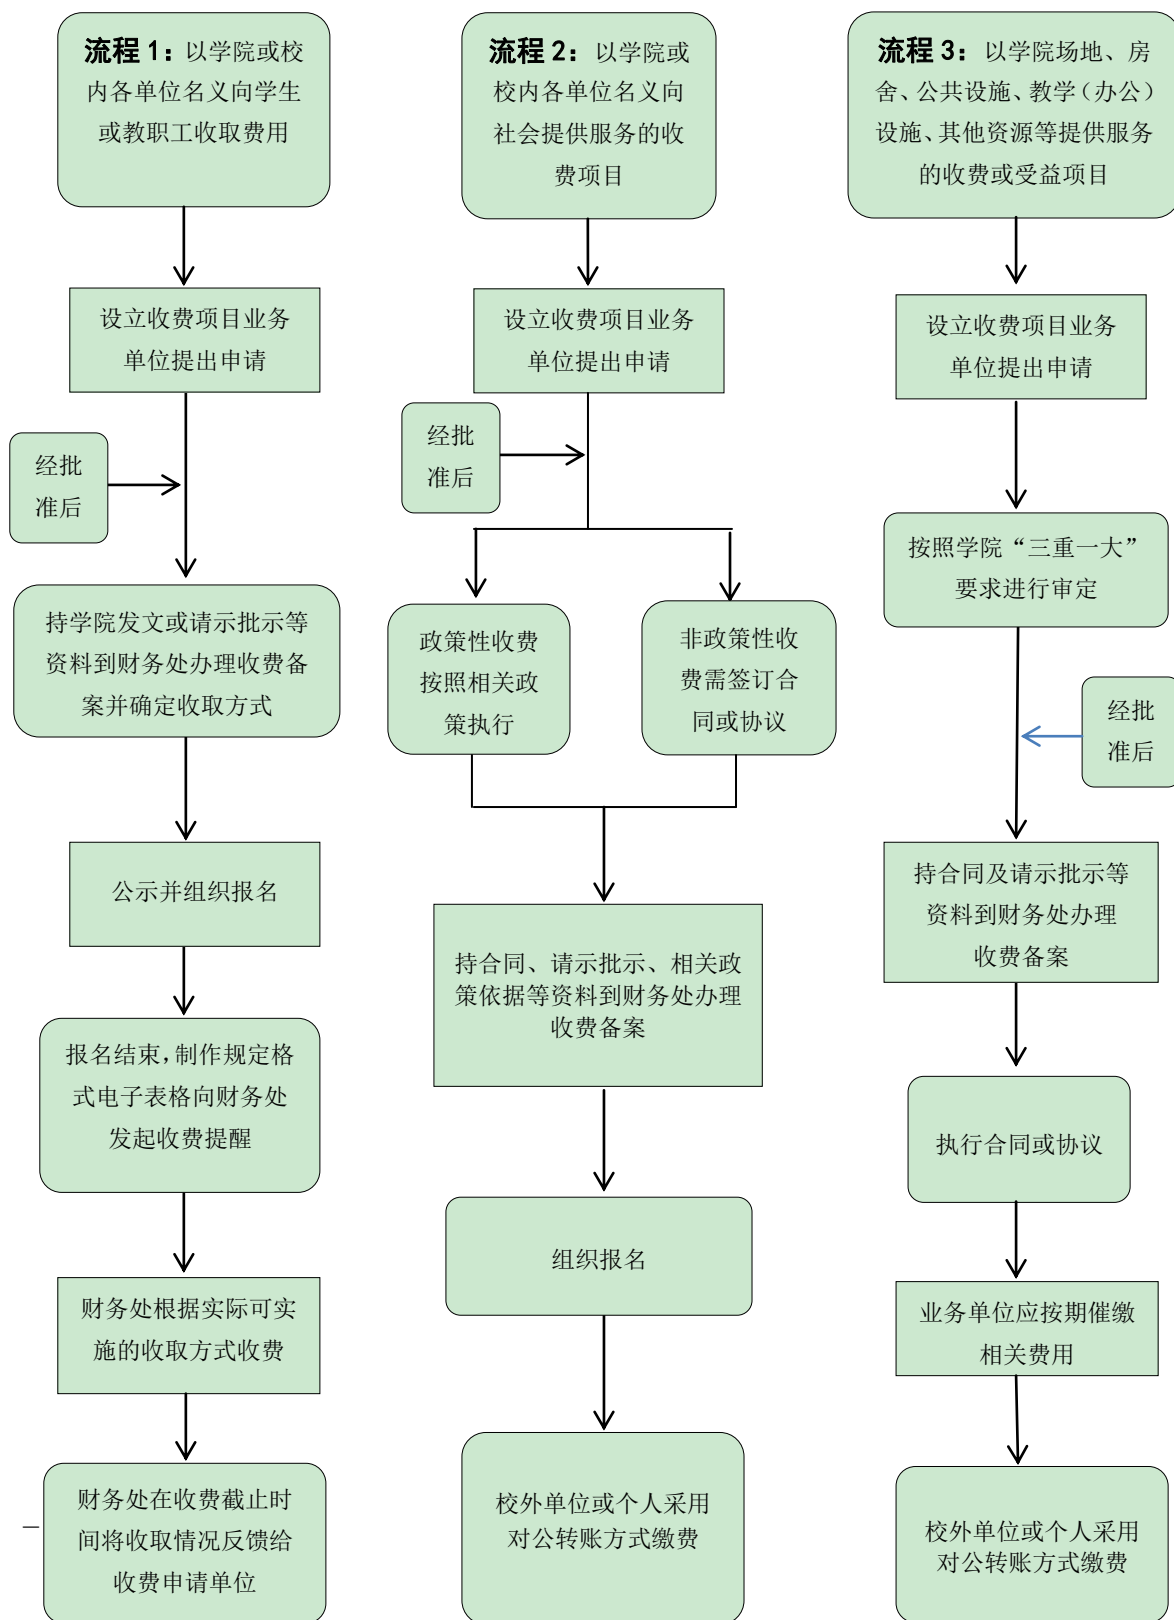 流程 1：以学院或校
内各单位名义向学生
或教职工收取费用
设立收费项目业务
单位提出申请
经批
准后
持学院发文或请示批示等
资料到财务处办理收费备
案并确定收取方式
公示并组织报名
报名结束，制作规定格
式电子表格向财务处
发起收费提醒
财务处根据实际可实
施的收取方式收费
财务处在收费截止时
间将收取情况反馈给
收费申请单位
流程 2：以学院或
校内各单位名义向
社会提供服务的收
费项目
设立收费项目业务
单位提出申请
经批
准后
政策性收费
按照相关政
策执行
非政策性收
费需签订合
同或协议
持合同、请示批示、相关政
策依据等资料到财务处办理
收费备案
组织报名
校外单位或个人采用
对公转账方式缴费
流程 3：以学院场地、房
舍、公共设施、教学（办公）
设施、其他资源等提供服务
的收费或受益项目
设立收费项目业务
单位提出申请
按照学院“三重一大”
要求进行审定
经批
准后
持合同及请示批示等
资料到财务处办理
收费备案
执行合同或协议
业务单位应按期催缴
相关费用
校外单位或个人采用
对公转账方式缴费